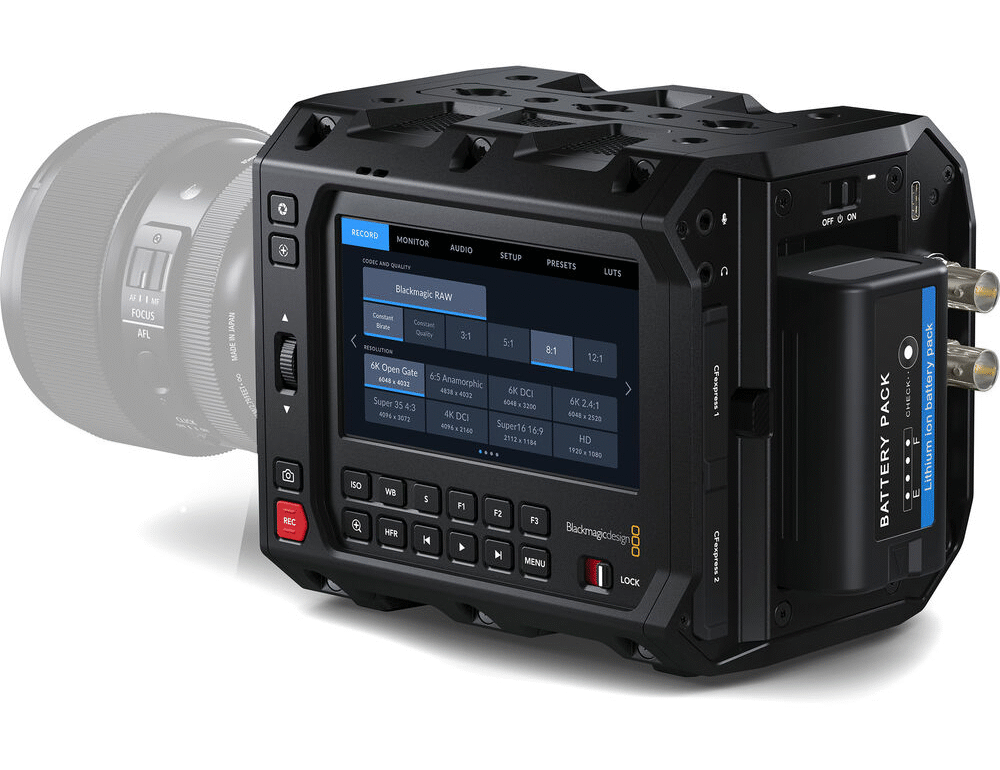 RECORD
MONITOR
AUDIO
SETUP
PRESETS
LUTS
CODEC AND QUALITY
Blackmagic RAW
Constant
Birate
Constant
Quality
3:1
5:1
8:1
12:1
RESOLUTION
6K Open Gate
6048 x 4032
6:5 Anamorphic
4838 x 4032
6K DCI
6048 x 3200
6K 2.4:1
6048 x 2520
Super 35 4:3
4096 x 3072
4K DCI
4096 x 2160
Super16 16:9
2112 x 1184
HD
1920 x 1080
ISO
WB
S
F1
F2
F3
REC
HFR
MENU
Blackmagicdesign
LOCK
OFF
ON
CFexpress 1
CFexpress 2
BATTERY PACK
CHECK
E
F
Lithium ion battery pack
AF
MF
FOCUS
AFL
MADE IN JAPAN